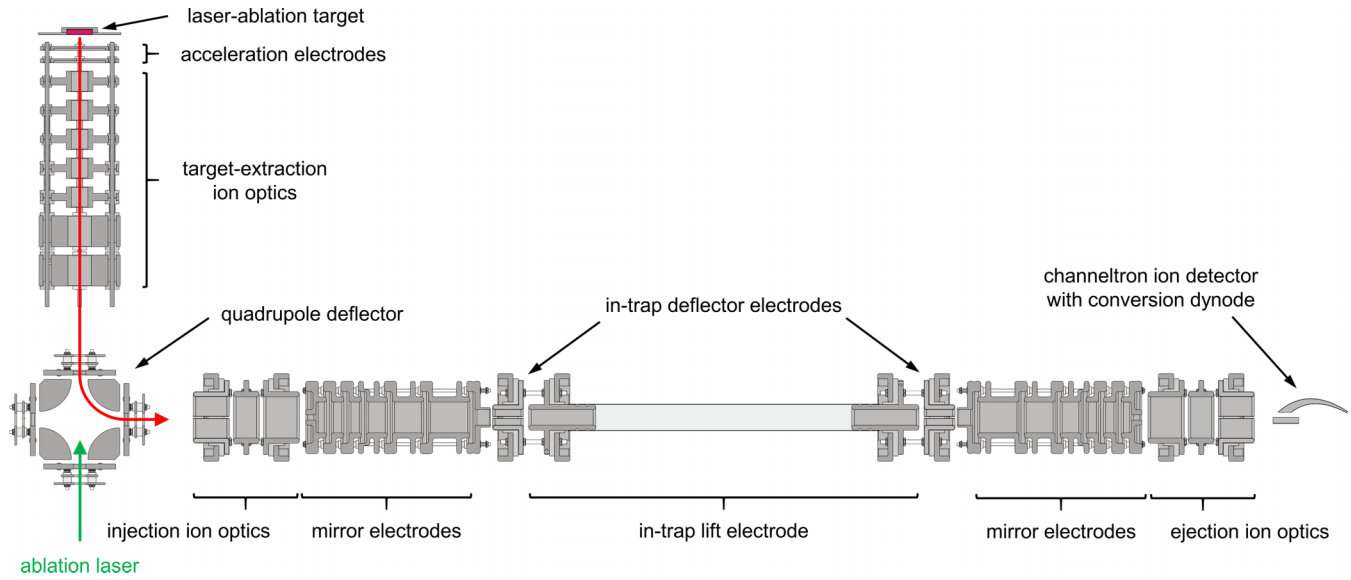 laser-ablation target
acceleration electrodes
target-extraction
ion optics
quadrupole deflector
in-trap deflector electrodes
channeltron ion detector
with conversion dynode
injection ion optics
mirror electrodes
in-trap lift electrode
mirror electrodes
ejection ion optics
ablation laser